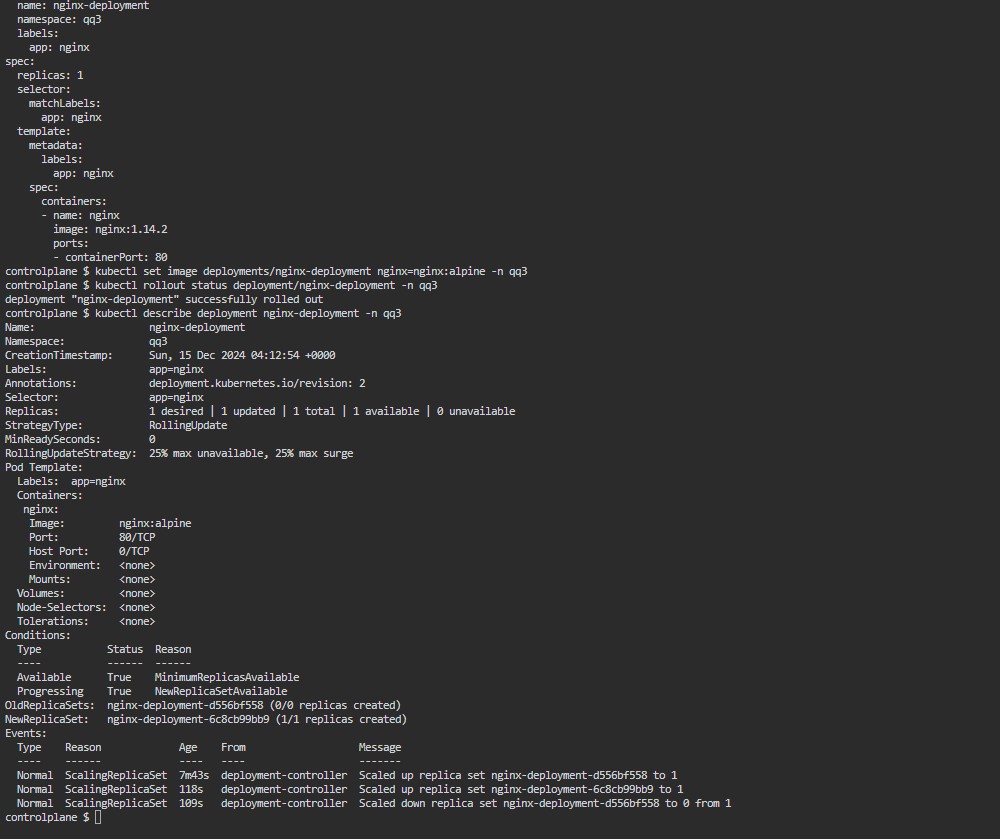 name: nginx-deployment
  namespace: qq3
  labels:
    app: nginx
spec:
  replicas: 1
  selector:
    matchLabels:
      app: nginx
  template:
    metadata:
      labels:
        app: nginx
    spec:
      containers:
      - name: nginx
        image: nginx:1.14.2
        ports:
        - containerPort: 80
controlplane $ kubectl set image deployments/nginx-deployment nginx=nginx:alpine -n qq3
controlplane $ kubectl rollout status deployment/nginx-deployment -n qq3
deployment "nginx-deployment" successfully rolled out
controlplane $ kubectl describe deployment nginx-deployment -n qq3
Name:                   nginx-deployment
Namespace:              qq3
CreationTimestamp:      Sun, 15 Dec 2024 04:12:54 +0000
Labels:                 app=nginx
Annotations:            deployment.kubernetes.io/revision: 2
Selector:               app=nginx
Replicas:               1 desired | 1 updated | 1 total | 1 available | 0 unavailable
StrategyType:           RollingUpdate
MinReadySeconds:        0
RollingUpdateStrategy:  25% max unavailable, 25% max surge
Pod Template:
  Labels:  app=nginx
  Containers:
   nginx:
    Image:         nginx:alpine
    Port:          80/TCP
    Host Port:     0/TCP
    Environment:   <none>
    Mounts:        <none>
  Volumes:         <none>
  Node-Selectors:  <none>
  Tolerations:     <none>
Conditions:
  Type           Status  Reason
  ----           ------  ------
  Available      True    MinimumReplicasAvailable
  Progressing    True    NewReplicaSetAvailable
OldReplicaSets:  nginx-deployment-d556bf558 (0/0 replicas created)
NewReplicaSet:   nginx-deployment-6c8cb99bb9 (1/1 replicas created)
Events:
  Type    Reason             Age    From                   Message
  ----    ------             ----   ----                   -------
  Normal  ScalingReplicaSet  7m43s  deployment-controller  Scaled up replica set nginx-deployment-d556bf558 to 1
  Normal  ScalingReplicaSet  118s   deployment-controller  Scaled up replica set nginx-deployment-6c8cb99bb9 to 1
  Normal  ScalingReplicaSet  109s   deployment-controller  Scaled down replica set nginx-deployment-d556bf558 to 0 from 1
controlplane $